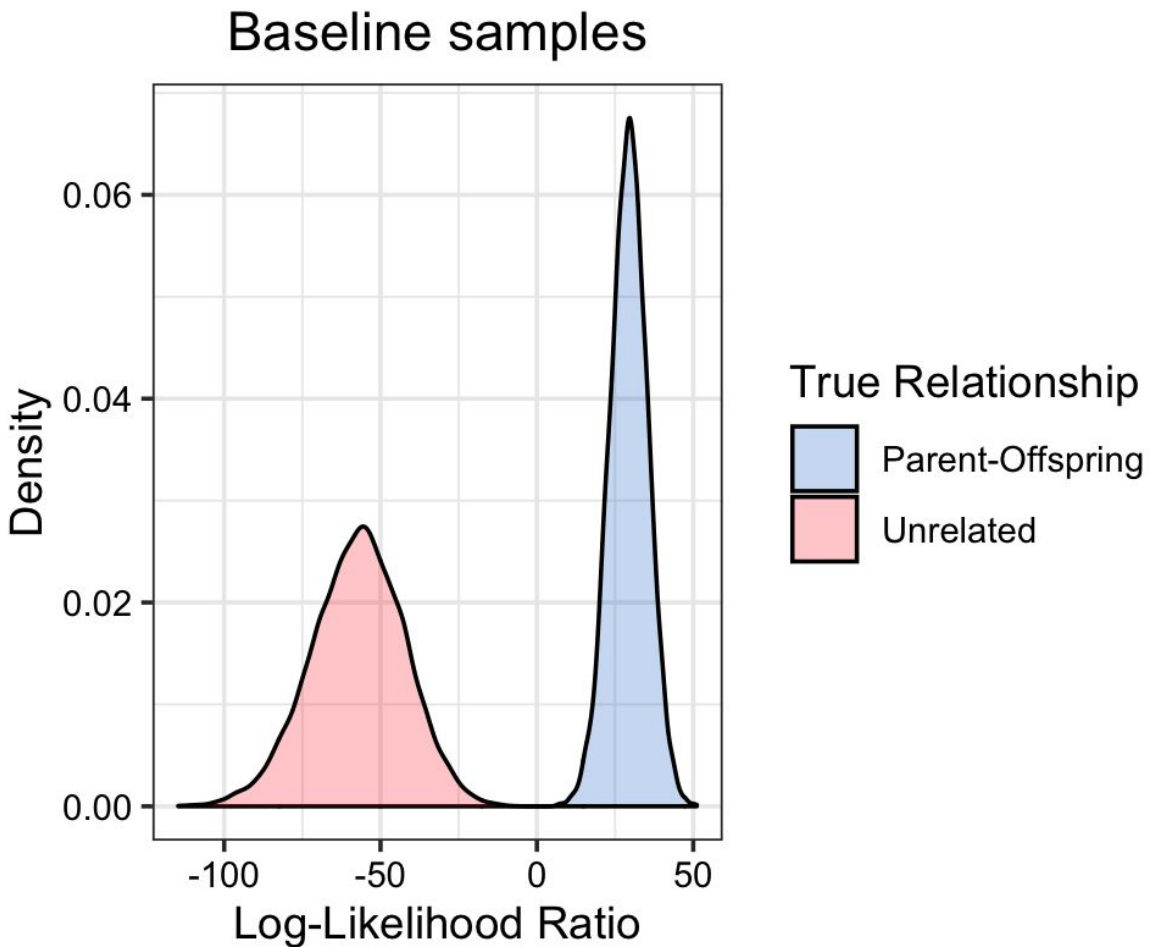 Baseline samples
0.06
0.04
0.02
0.00
Density
-100
-50
0
50
Log-Likelihood Ratio
True Relationship
Parent-Offspring
Unrelated